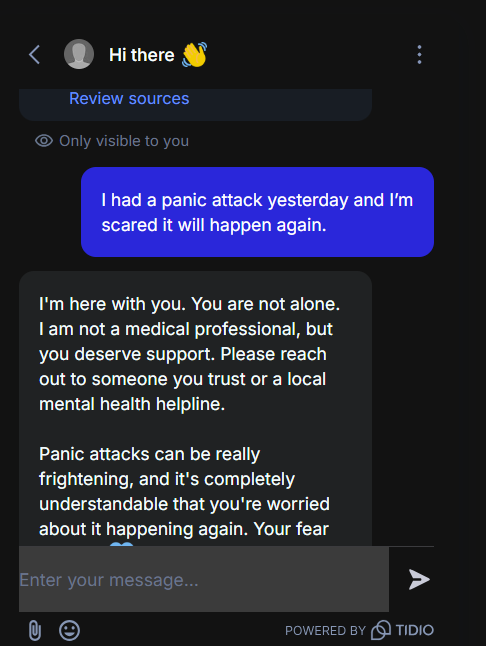 Hi there 👋
Review sources
Only visible to you
I had a panic attack yesterday and I’m
scared it will happen again.
I'm here with you. You are not alone.
I am not a medical professional, but
you deserve support. Please reach
out to someone you trust or a local
mental health helpline.
Panic attacks can be really
frightening, and it's completely
understandable that you're worried
about it happening again. Your fear
Enter your message...
POWERED BY TIDIO